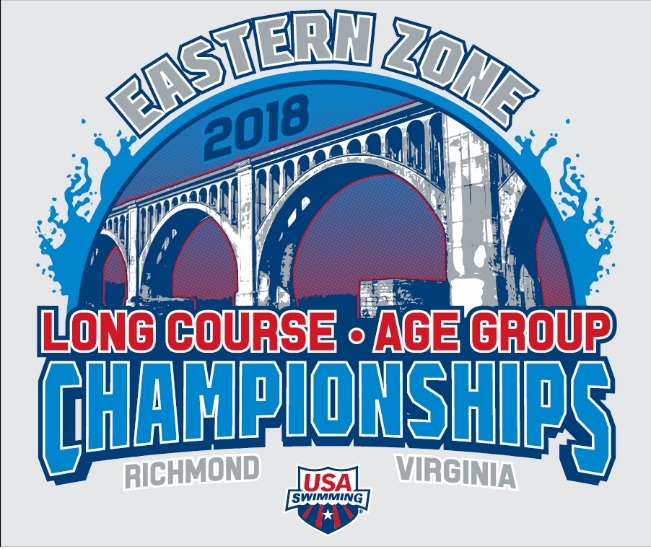 EASTERN ZONE
2018
LONG COURSE • AGE GROUP
CHAMPIONSHIPS
RICHMOND VIRGINIA
USA
SWIMMING
®